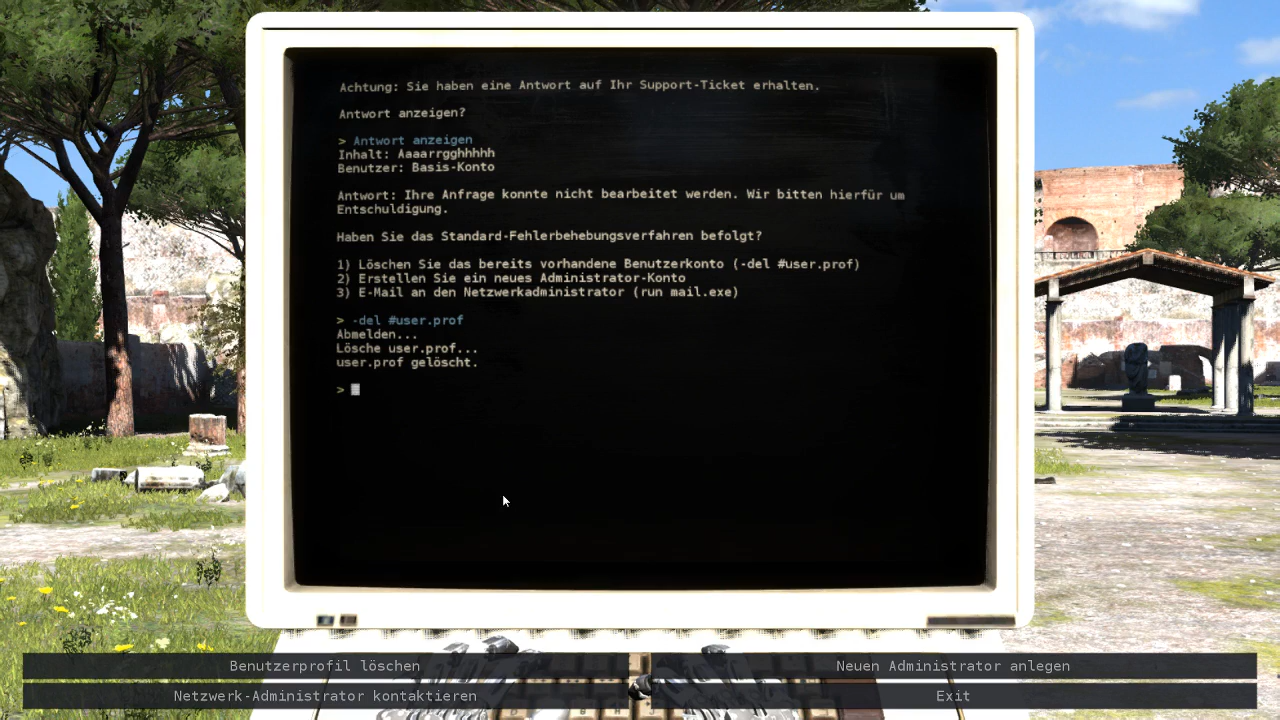 Achtung: Sie haben eine Antwort auf Ihr Support-Ticket erhalten.
Antwort anzeigen?
> Antwort anzeigen
Inhalt: Aaaarrgghhhhh
Benutzer: Basis-Konto
Antwort: Ihre Anfrage konnte nicht bearbeitet werden. Wir bitten hierfür um
Entschuldigung.
Haben Sie das Standard-Fehlerbehebungsverfahren befolgt?
1) Löschen Sie das bereits vorhandene Benutzerkonto (-del #user.prof)
2) Erstellen Sie ein neues Administrator-Konto
3) E-Mail an den Netzwerkadministrator (run mail.exe)
> -del #user.prof
Abmelden...
Lösche user.prof...
user.prof gelöscht.
>
Benutzerprofil löschen
Neuen Administrator anlegen
Netzwerk-Administrator kontaktieren
Exit